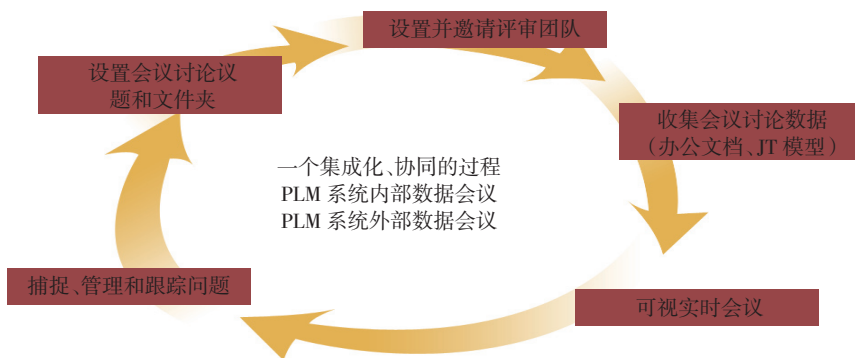 设置并邀请评审团队
设置会议讨论议
题和文件夹
收集会议讨论数据
（办公文档、JT 模型）
一个集成化、协同的过程
PLM 系统内部数据会议
PLM 系统外部数据会议
捕捉、管理和跟踪问题
可视实时会议